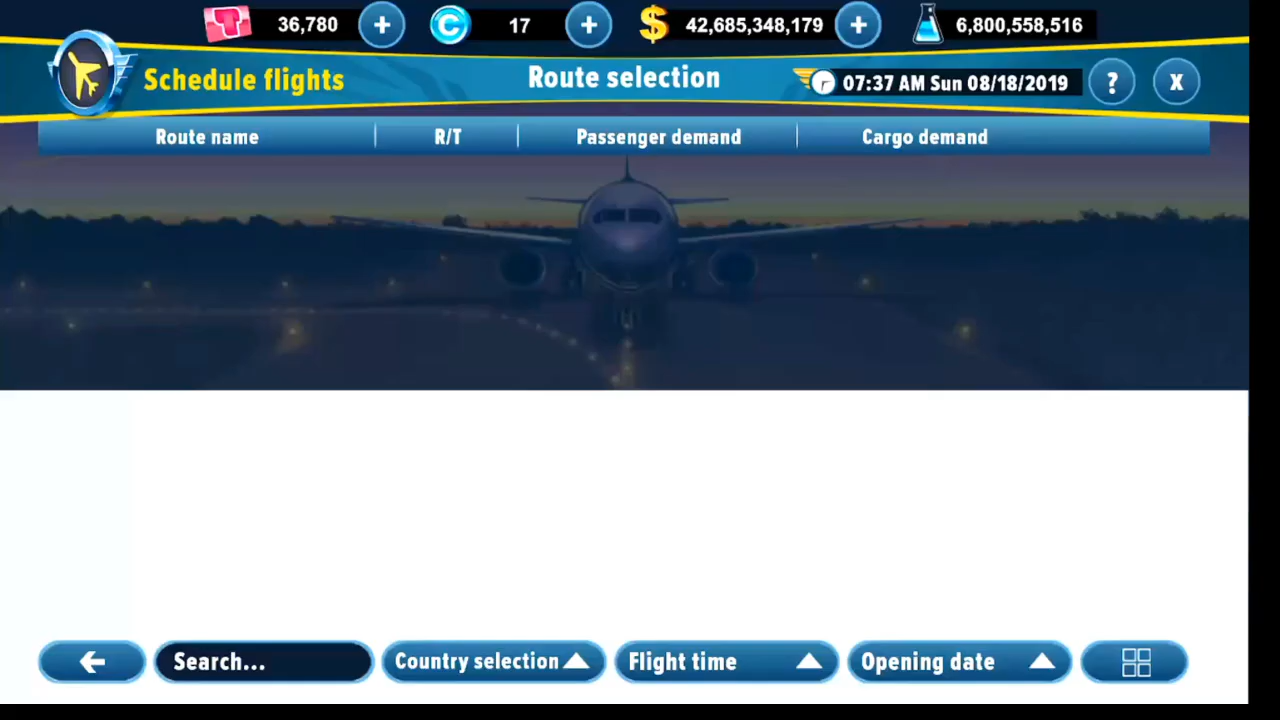 36,780 + C 17 + $ 42,685,348,179 + 6,800,558,516
Schedule flights Route selection 07:37 AM Sun 08/18/2019 ? X
Route name R/T Passenger demand Cargo demand
Search... Country selection Flight time Opening date